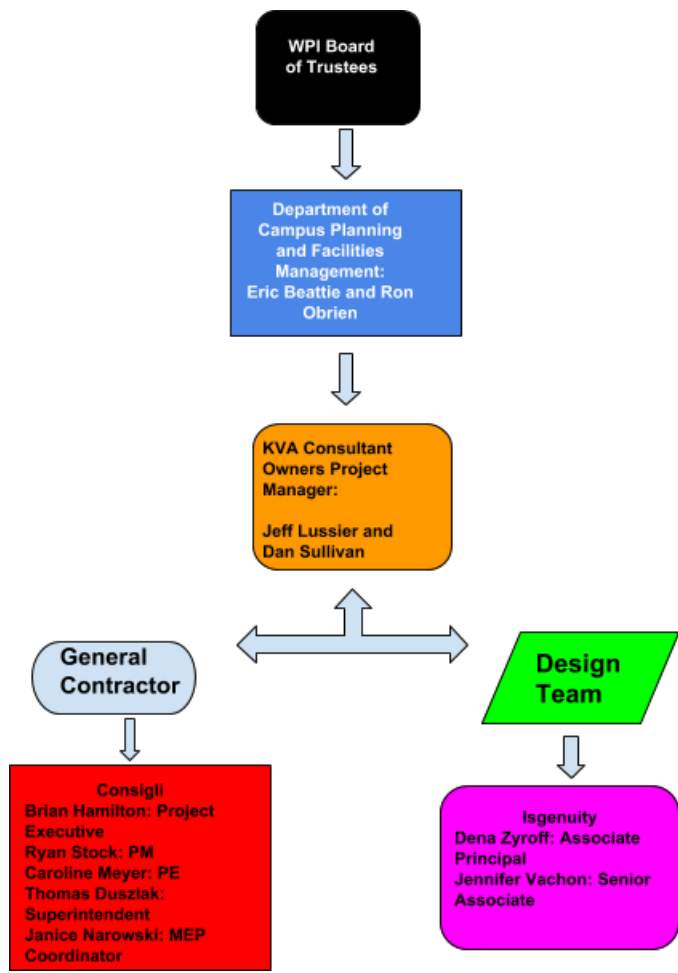 WPI Board
of Trustees
Department of
Campus Planning
and Facilities
Management:
Eric Beattie and Ron
Obrien
KVA Consultant
Owners Project
Manager:
Jeff Lussier and
Dan Sullivan
General
Contractor
Design
Team
Consigli
Brian Hamilton: Project
Executive
Ryan Stock: PM
Caroline Meyer: PE
Thomas Duszlak:
Superintendent
Janice Narowski: MEP
Coordinator
Isgenuity
Dena Zyroff: Associate
Principal
Jennifer Vachon: Senior
Associate